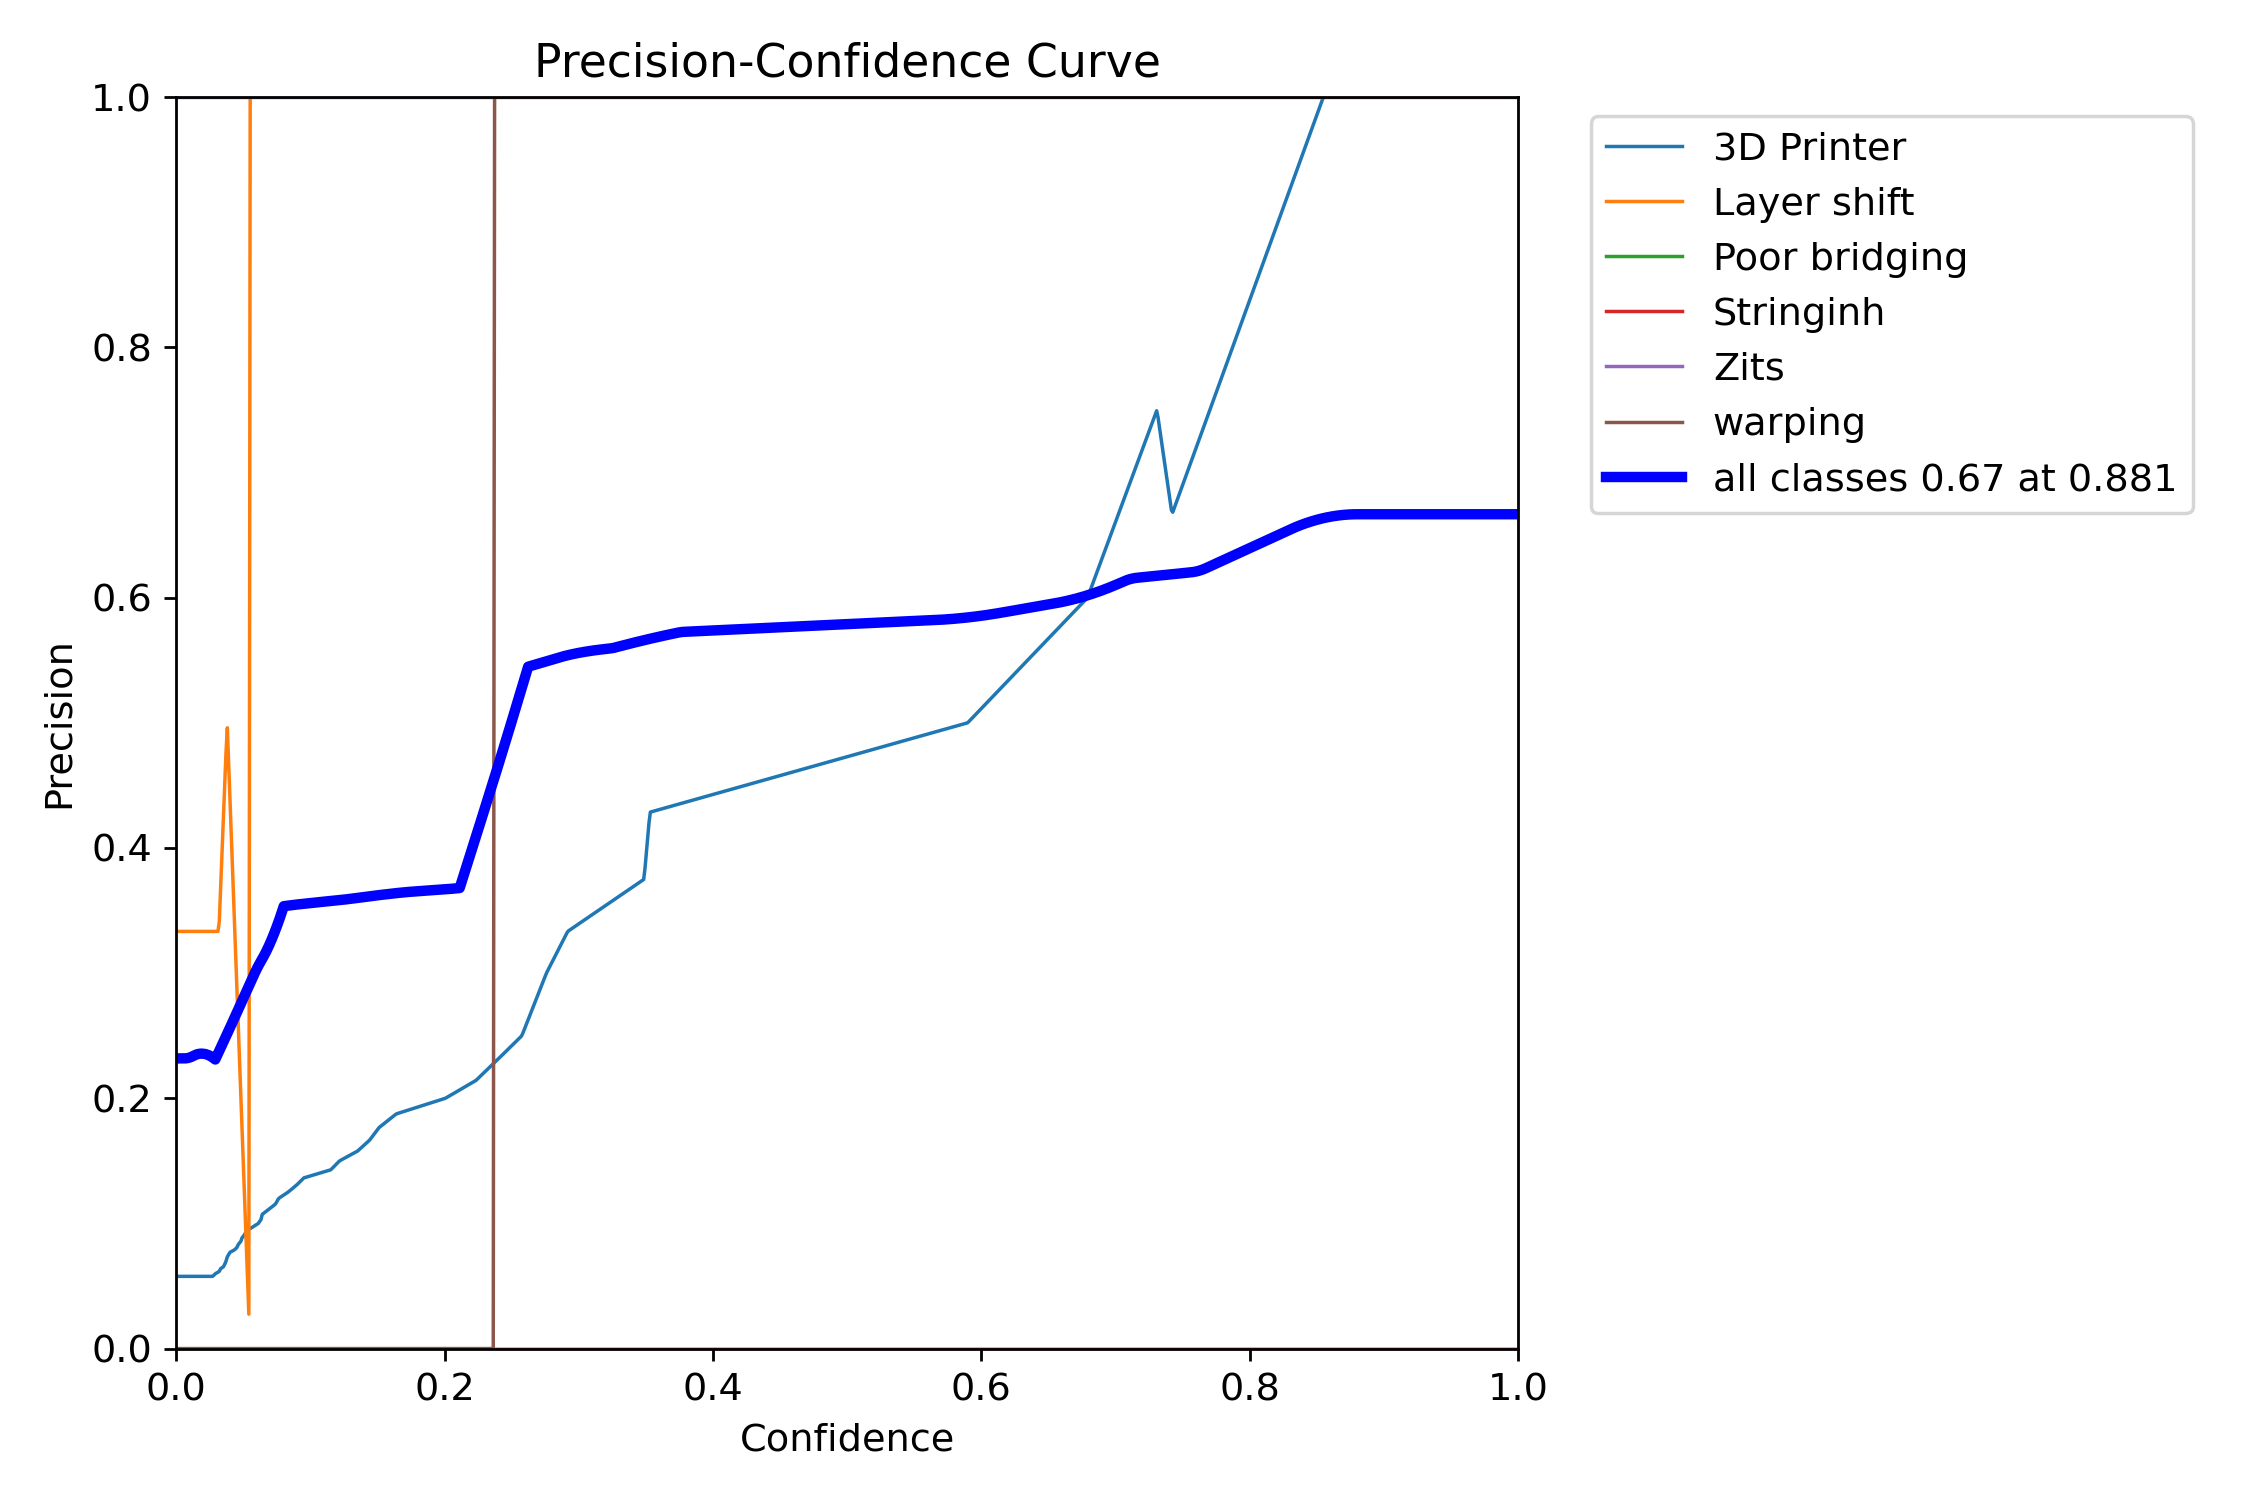 Precision-Confidence Curve
1.0
0.8
0.6
0.4
0.2
0.0
Precision
0.0 0.2 0.4 0.6 0.8 1.0
Confidence
3D Printer
Layer shift
Poor bridging
Stringinh
Zits
warping
all classes 0.67 at 0.881